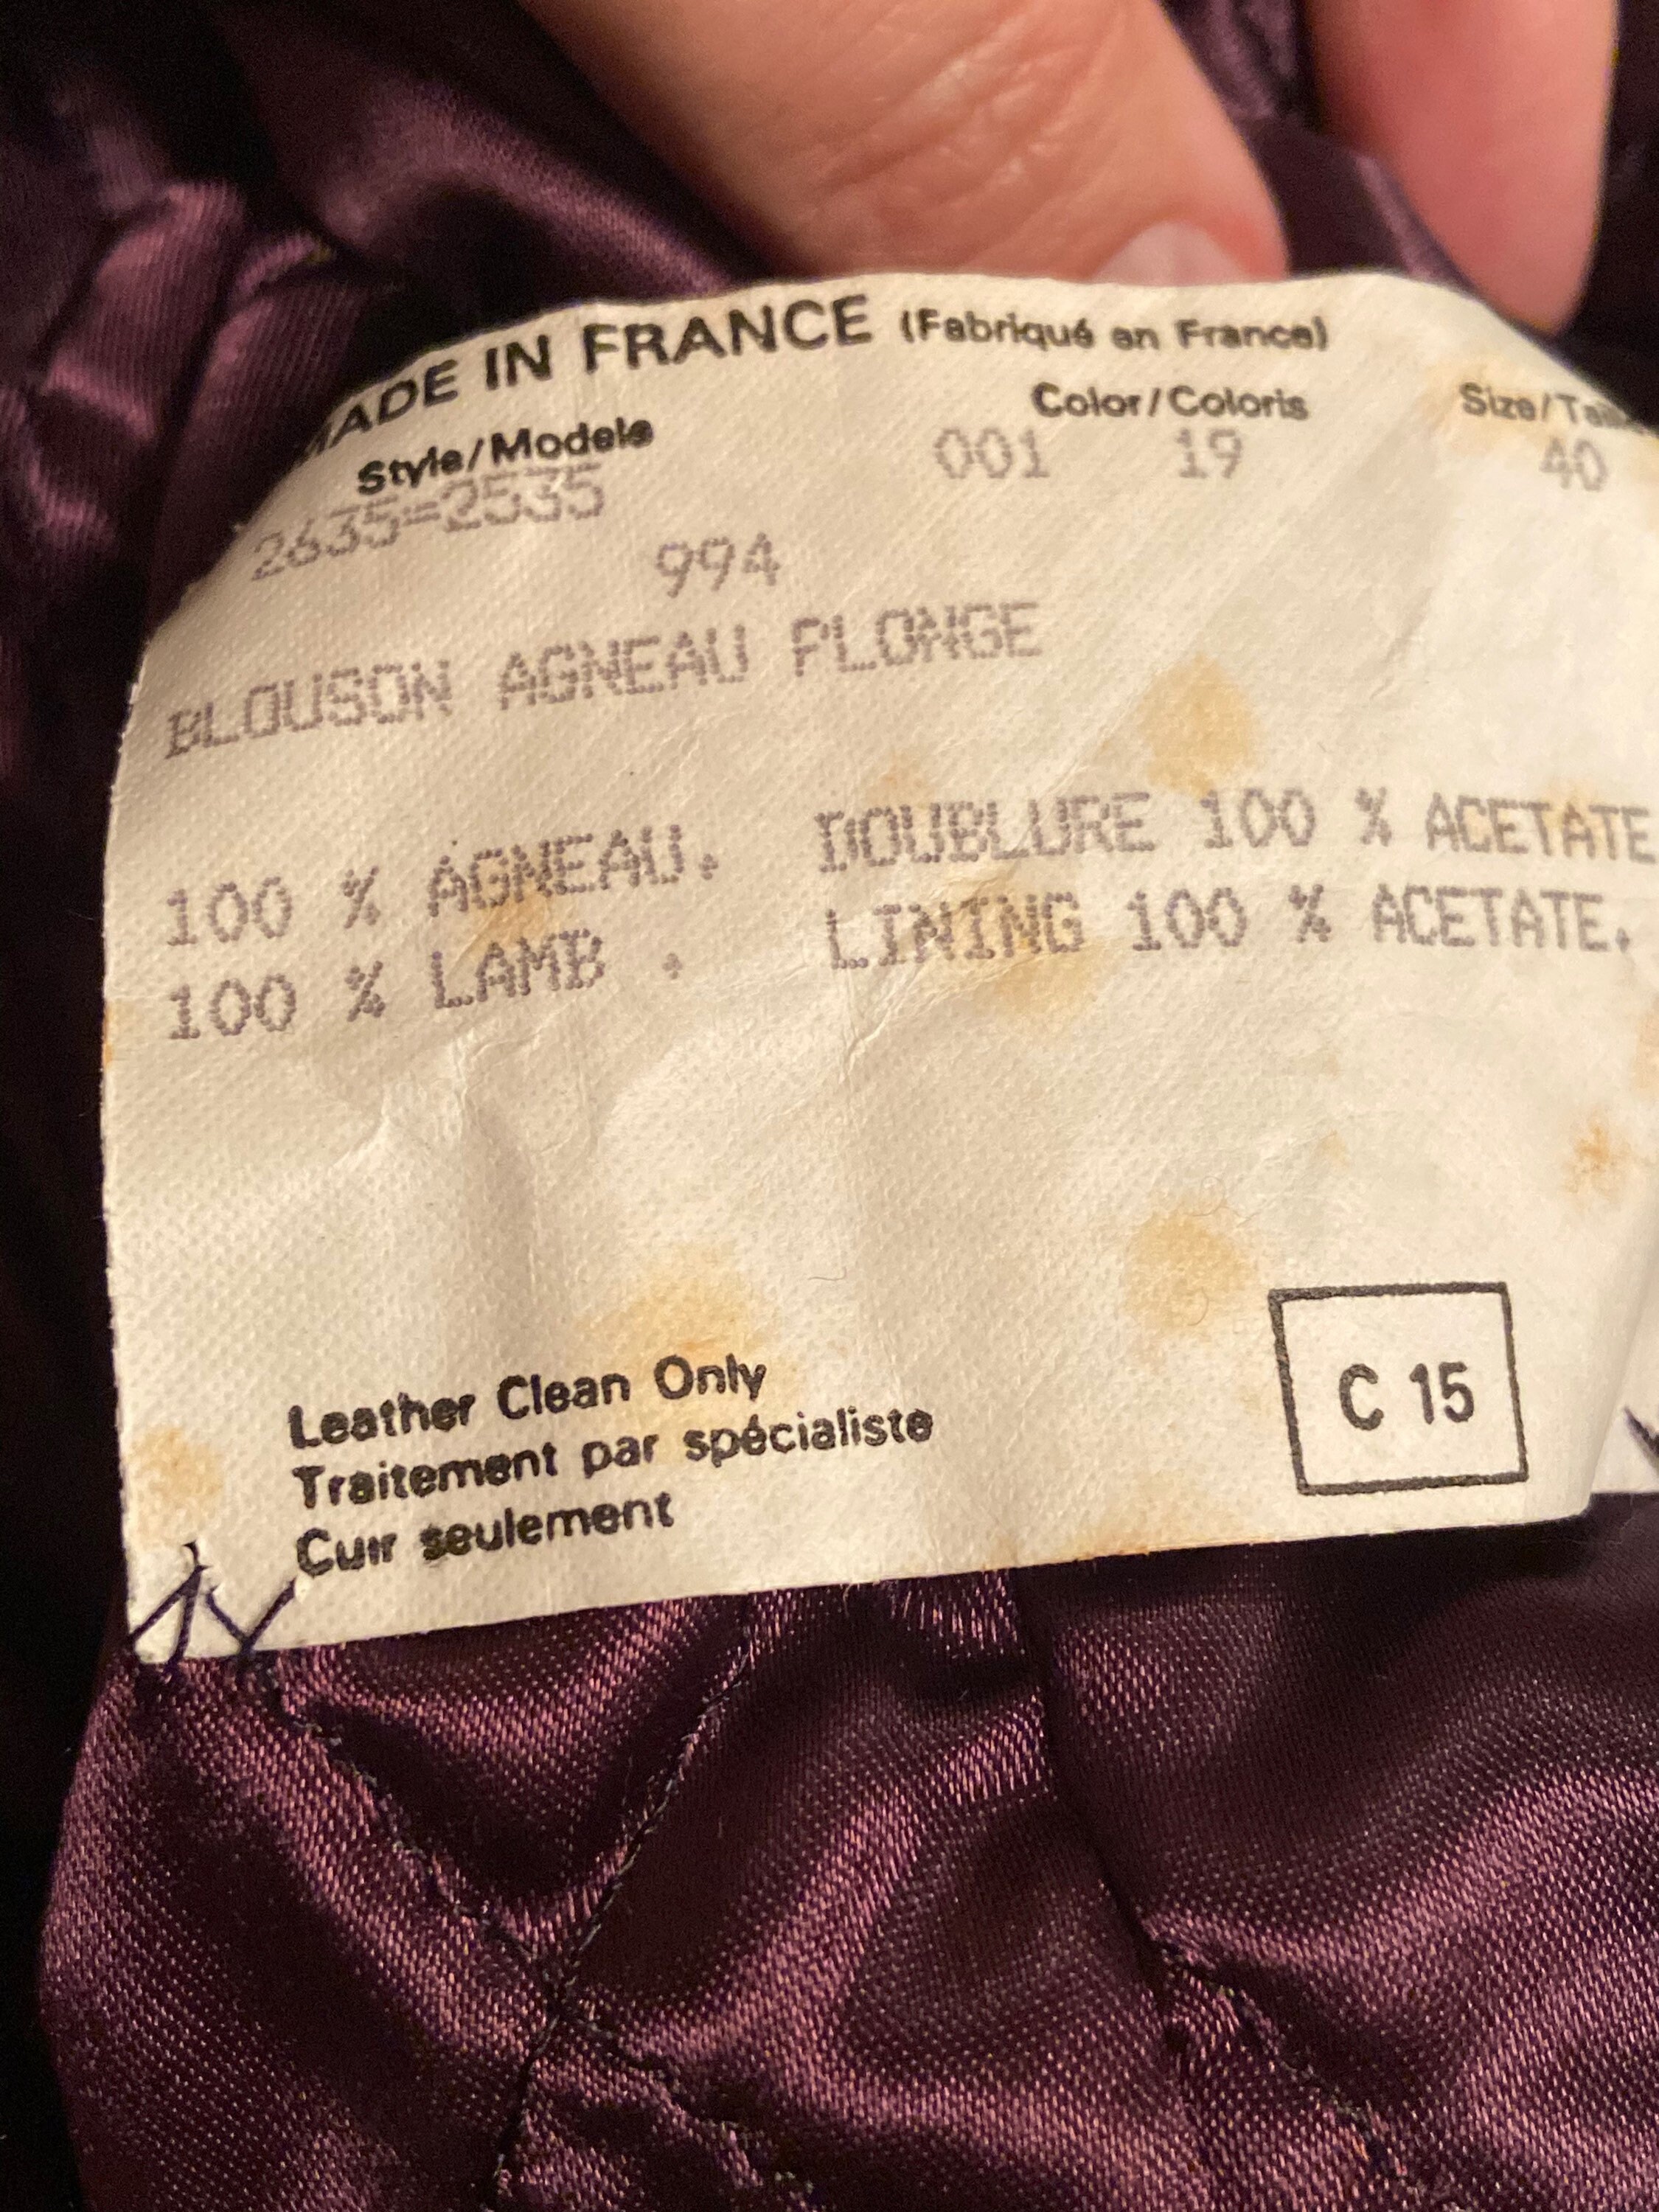 MADE IN FRANCE (Fabriqué en France)
Style/Modele Color/Coloris Size/Taille
2635=2535 001 19 40
994
BLOUSON AGNEAU PLONGE
100 % AGNEAU. DOUBLURE 100 % ACETATE
100 % LAMB . LINING 100 % ACETATE.
Leather Clean Only
Traitement par spécialiste
Cuir seulement
C 15